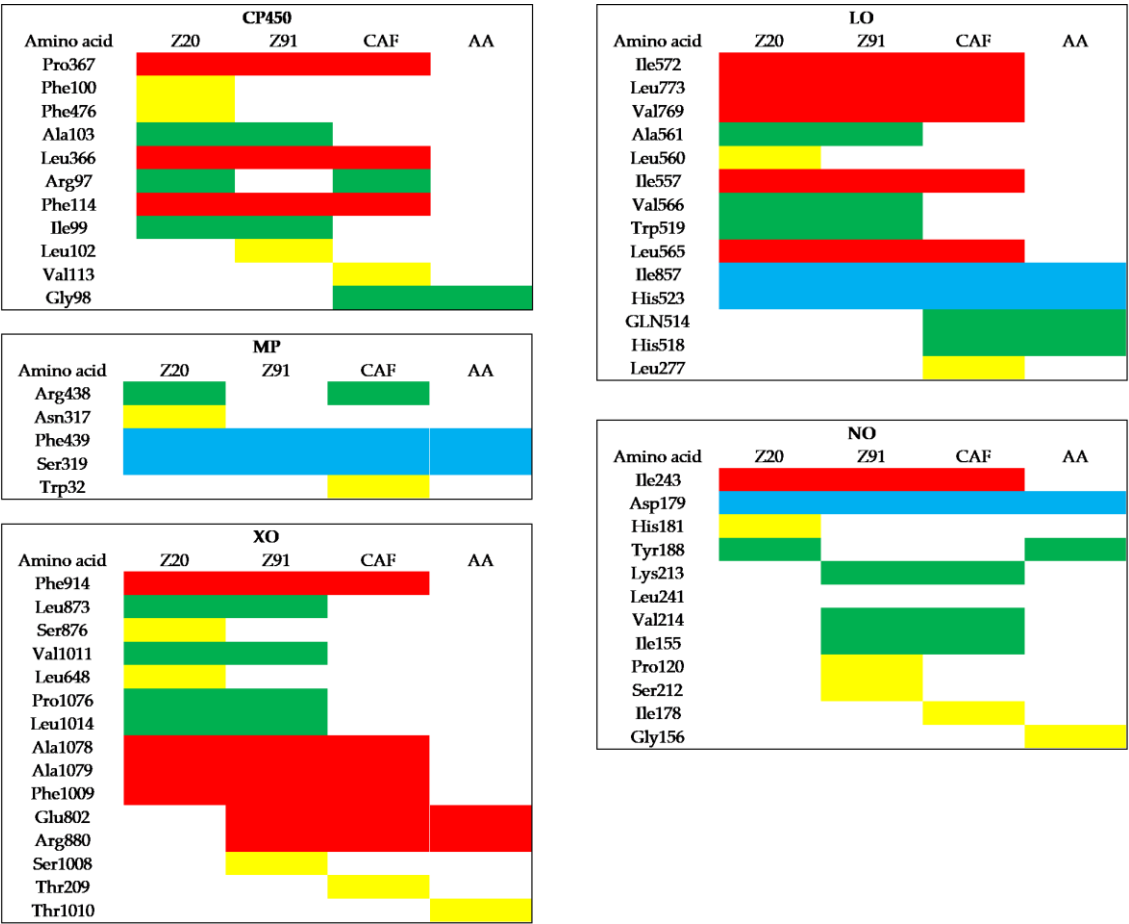 CP450
Amino acid Z20 Z91 CAF AA
Pro367
Phe100
Phe476
Ala103
Leu366
Arg97
Phe114
Ile99
Leu102
Val113
Gly98
MP
Amino acid Z20 Z91 CAF AA
Arg438
Asn317
Phe439
Ser319
Trp32
XO
Amino acid Z20 Z91 CAF AA
Phe914
Leu873
Ser876
Val1011
Leu648
Pro1076
Leu1014
Ala1078
Ala1079
Phe1009
Glu802
Arg880
Ser1008
Thr209
Thr1010
LO
Amino acid Z20 Z91 CAF AA
Ile572
Leu773
Val769
Ala561
Leu560
Ile557
Val566
Trp519
Leu565
Ile857
His523
GLN514
His518
Leu277
NO
Amino acid Z20 Z91 CAF AA
Ile243
Asp179
His181
Tyr188
Lys213
Leu241
Val214
Ile155
Pro120
Ser212
Ile178
Gly156